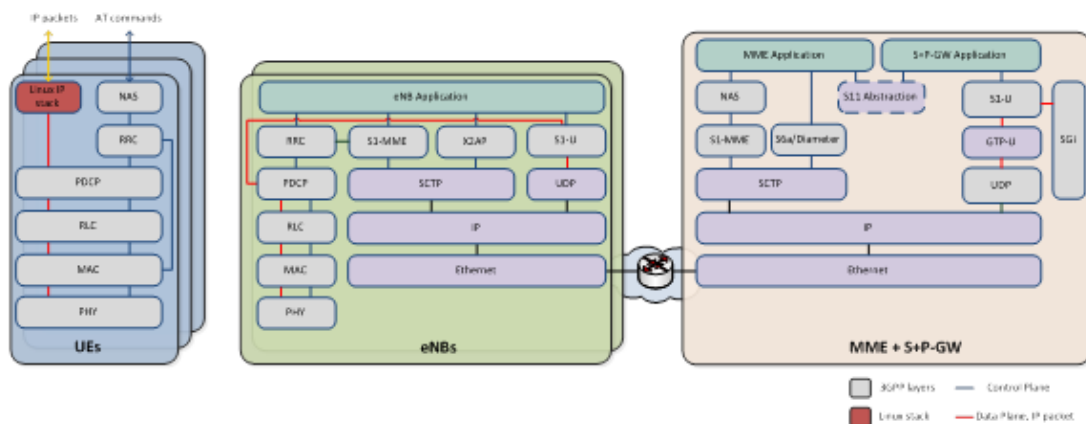 IP packets
AT commands
Linux IP
stack
NAS
RRC
PDCP
RLC
MAC
PHY
UEs
eNB Application
RRC
S1-MME
X2AP
S1-U
PDCP
SCTP
UDP
RLC
IP
MAC
Ethernet
PHY
eNBs
MME Application
S+P-GW Application
NAS
S11 Abstraction
S1-U
S1-MME
S6a/Diameter
GTP-U
SGi
SCTP
UDP
IP
Ethernet
MME + S+P-GW
3GPP layers
Control Plane
Linux stack
Data Plane, IP packet